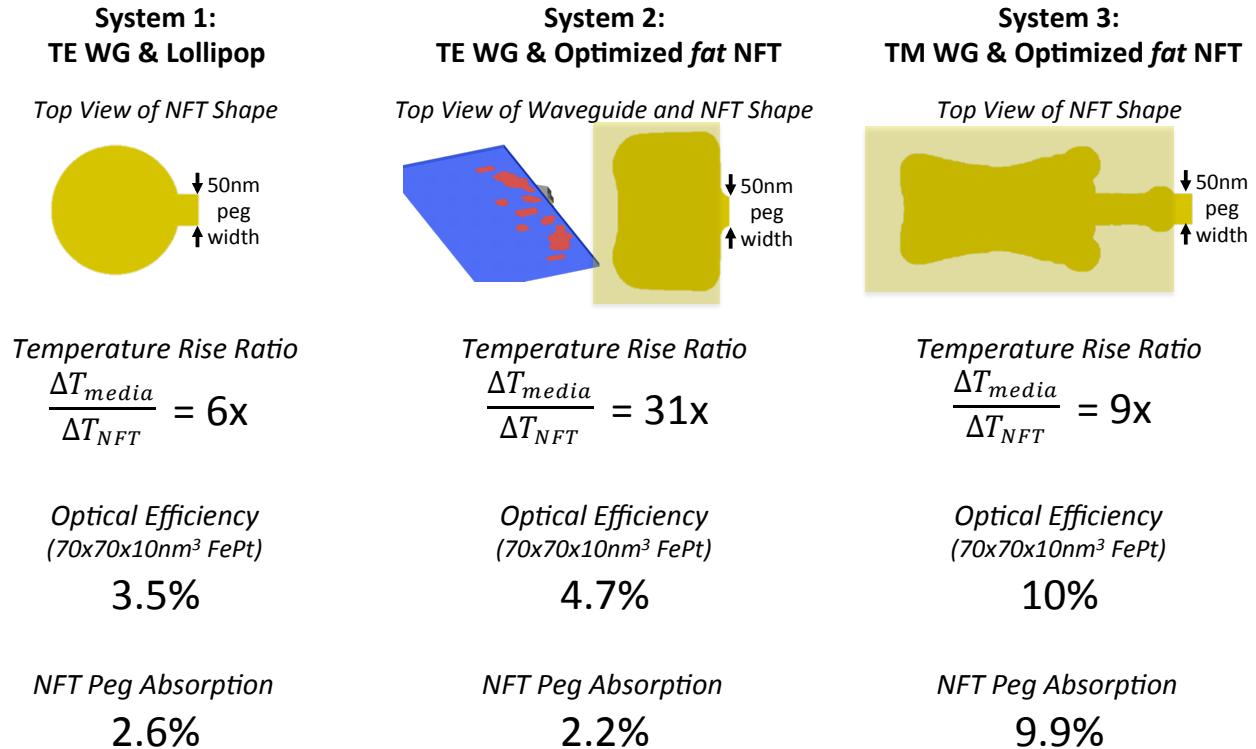 System 1:
TE WG & Lollipop
Top View of NFT Shape
50nm
peg
width
Temperature Rise Ratio
ΔT_media / ΔT_NFT = 6x
Optical Efficiency
(70x70x10nm³ FePt)
3.5%
NFT Peg Absorption
2.6%
System 2:
TE WG & Optimized fat NFT
Top View of Waveguide and NFT Shape
50nm
peg
width
Temperature Rise Ratio
ΔT_media / ΔT_NFT = 31x
Optical Efficiency
(70x70x10nm³ FePt)
4.7%
NFT Peg Absorption
2.2%
System 3:
TM WG & Optimized fat NFT
Top View of NFT Shape
50nm
peg
width
Temperature Rise Ratio
ΔT_media / ΔT_NFT = 9x
Optical Efficiency
(70x70x10nm³ FePt)
10%
NFT Peg Absorption
9.9%